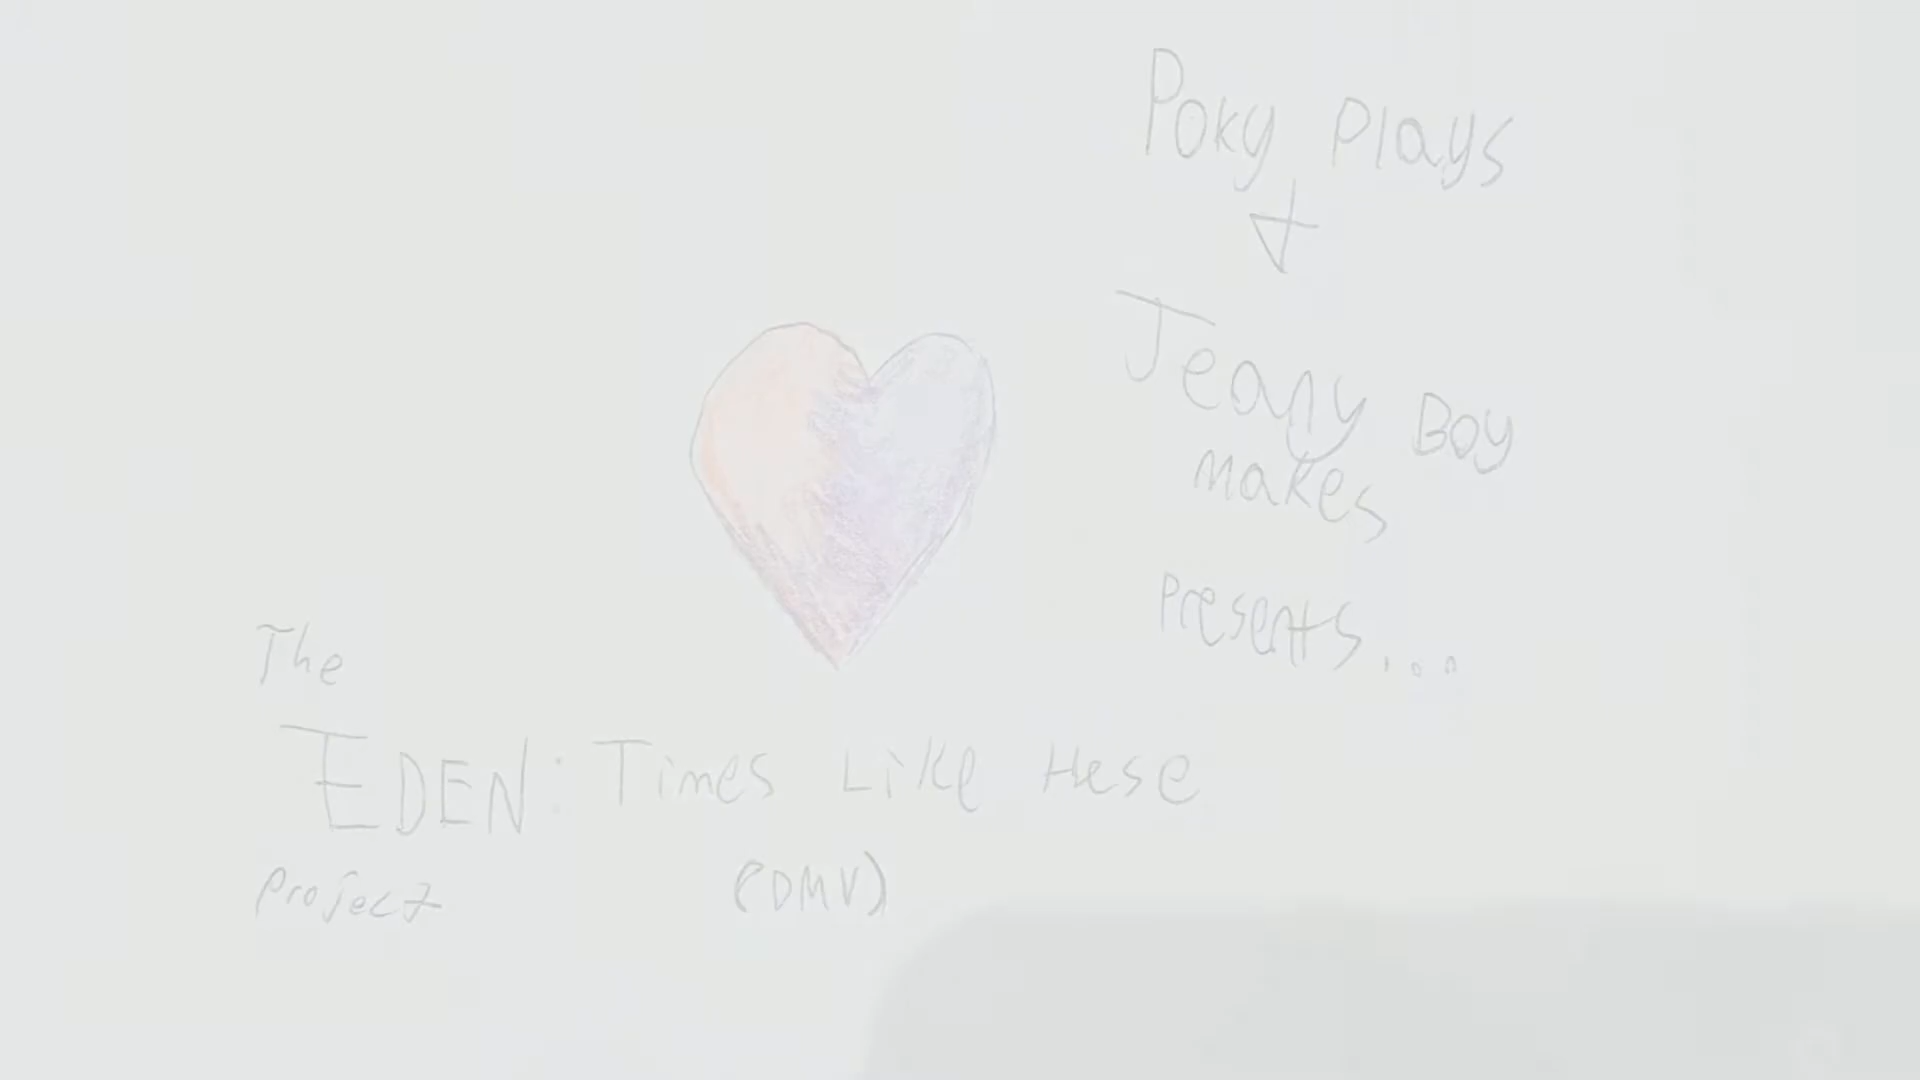 Poky Plays
+
Jeany Boy
makes
Presents...
The
EDEN: Times Like these
Project
(DMV)